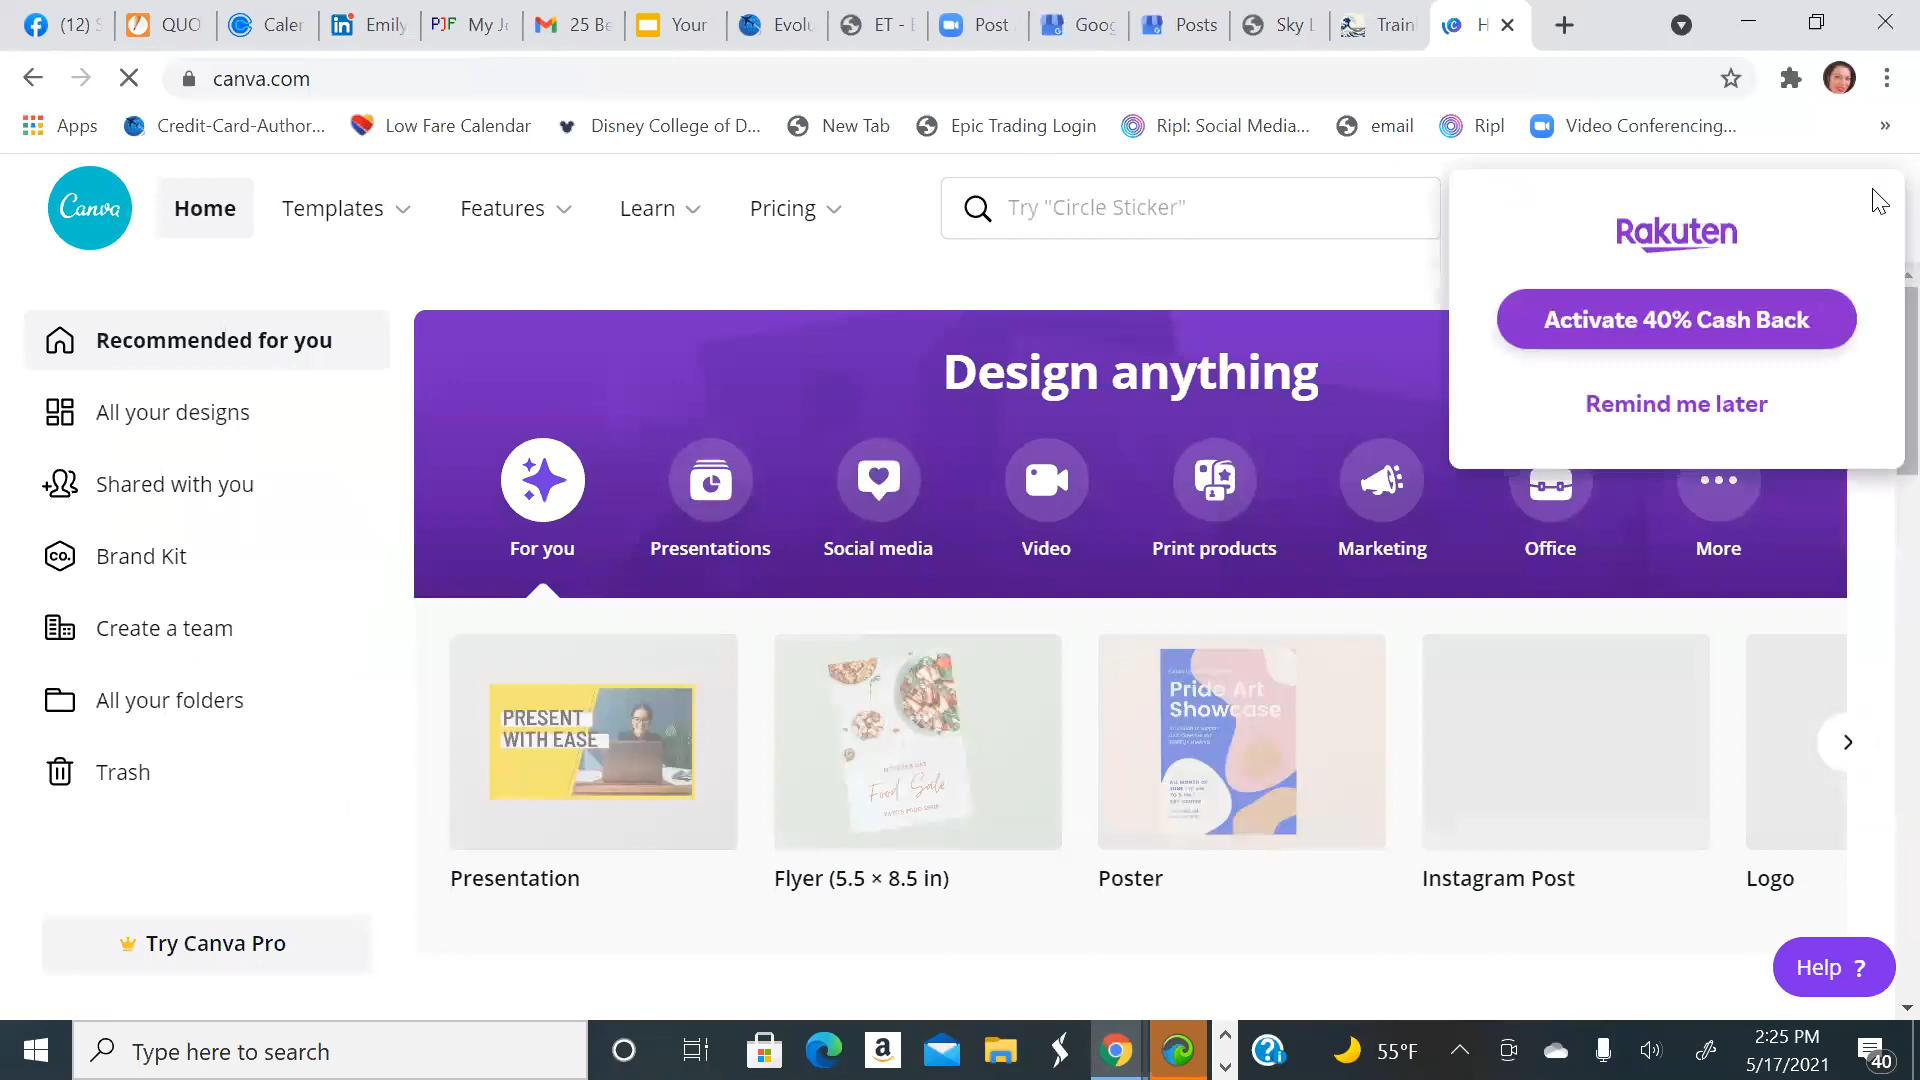 (12)
QUO
Caler
Emily
PJF My Jo
25 Be
Your
Evolu
ET - E
Post
Goog
Posts
Sky L
Train
H
canva.com
Apps
Credit-Card-Author...
Low Fare Calendar
Disney College of D...
New Tab
Epic Trading Login
Ripl: Social Media...
email
Ripl
Video Conferencing...
»
Canva
Home
Templates
Features
Learn
Pricing
Try "Circle Sticker"
Rakuten
Activate 40% Cash Back
Remind me later
Recommended for you
All your designs
Shared with you
CO.
Brand Kit
Create a team
All your folders
Trash
Try Canva Pro
Design anything
For you
Presentations
Social media
Video
Print products
Marketing
Office
More
PRESENT
WITH EASE
Food Sale
Pride Art
Showcase
Presentation
Flyer (5.5 × 8.5 in)
Poster
Instagram Post
Logo
Help ?
Type here to search
55°F
2:25 PM
5/17/2021
40